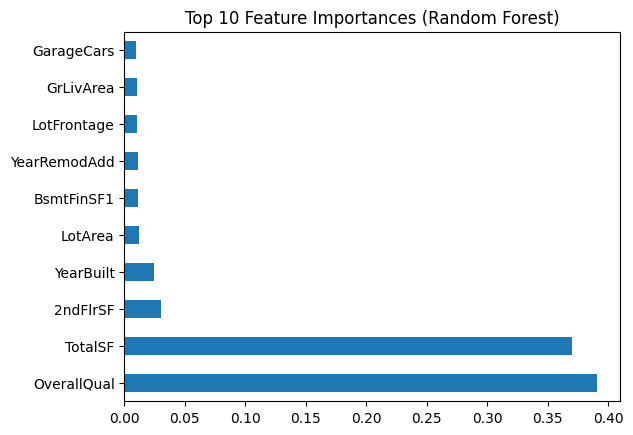 Top 10 Feature Importances (Random Forest)
GarageCars
GrLivArea
LotFrontage
YearRemodAdd
BsmtFinSF1
LotArea
YearBuilt
2ndFlrSF
TotalSF
OverallQual
0.00 0.05 0.10 0.15 0.20 0.25 0.30 0.35 0.40